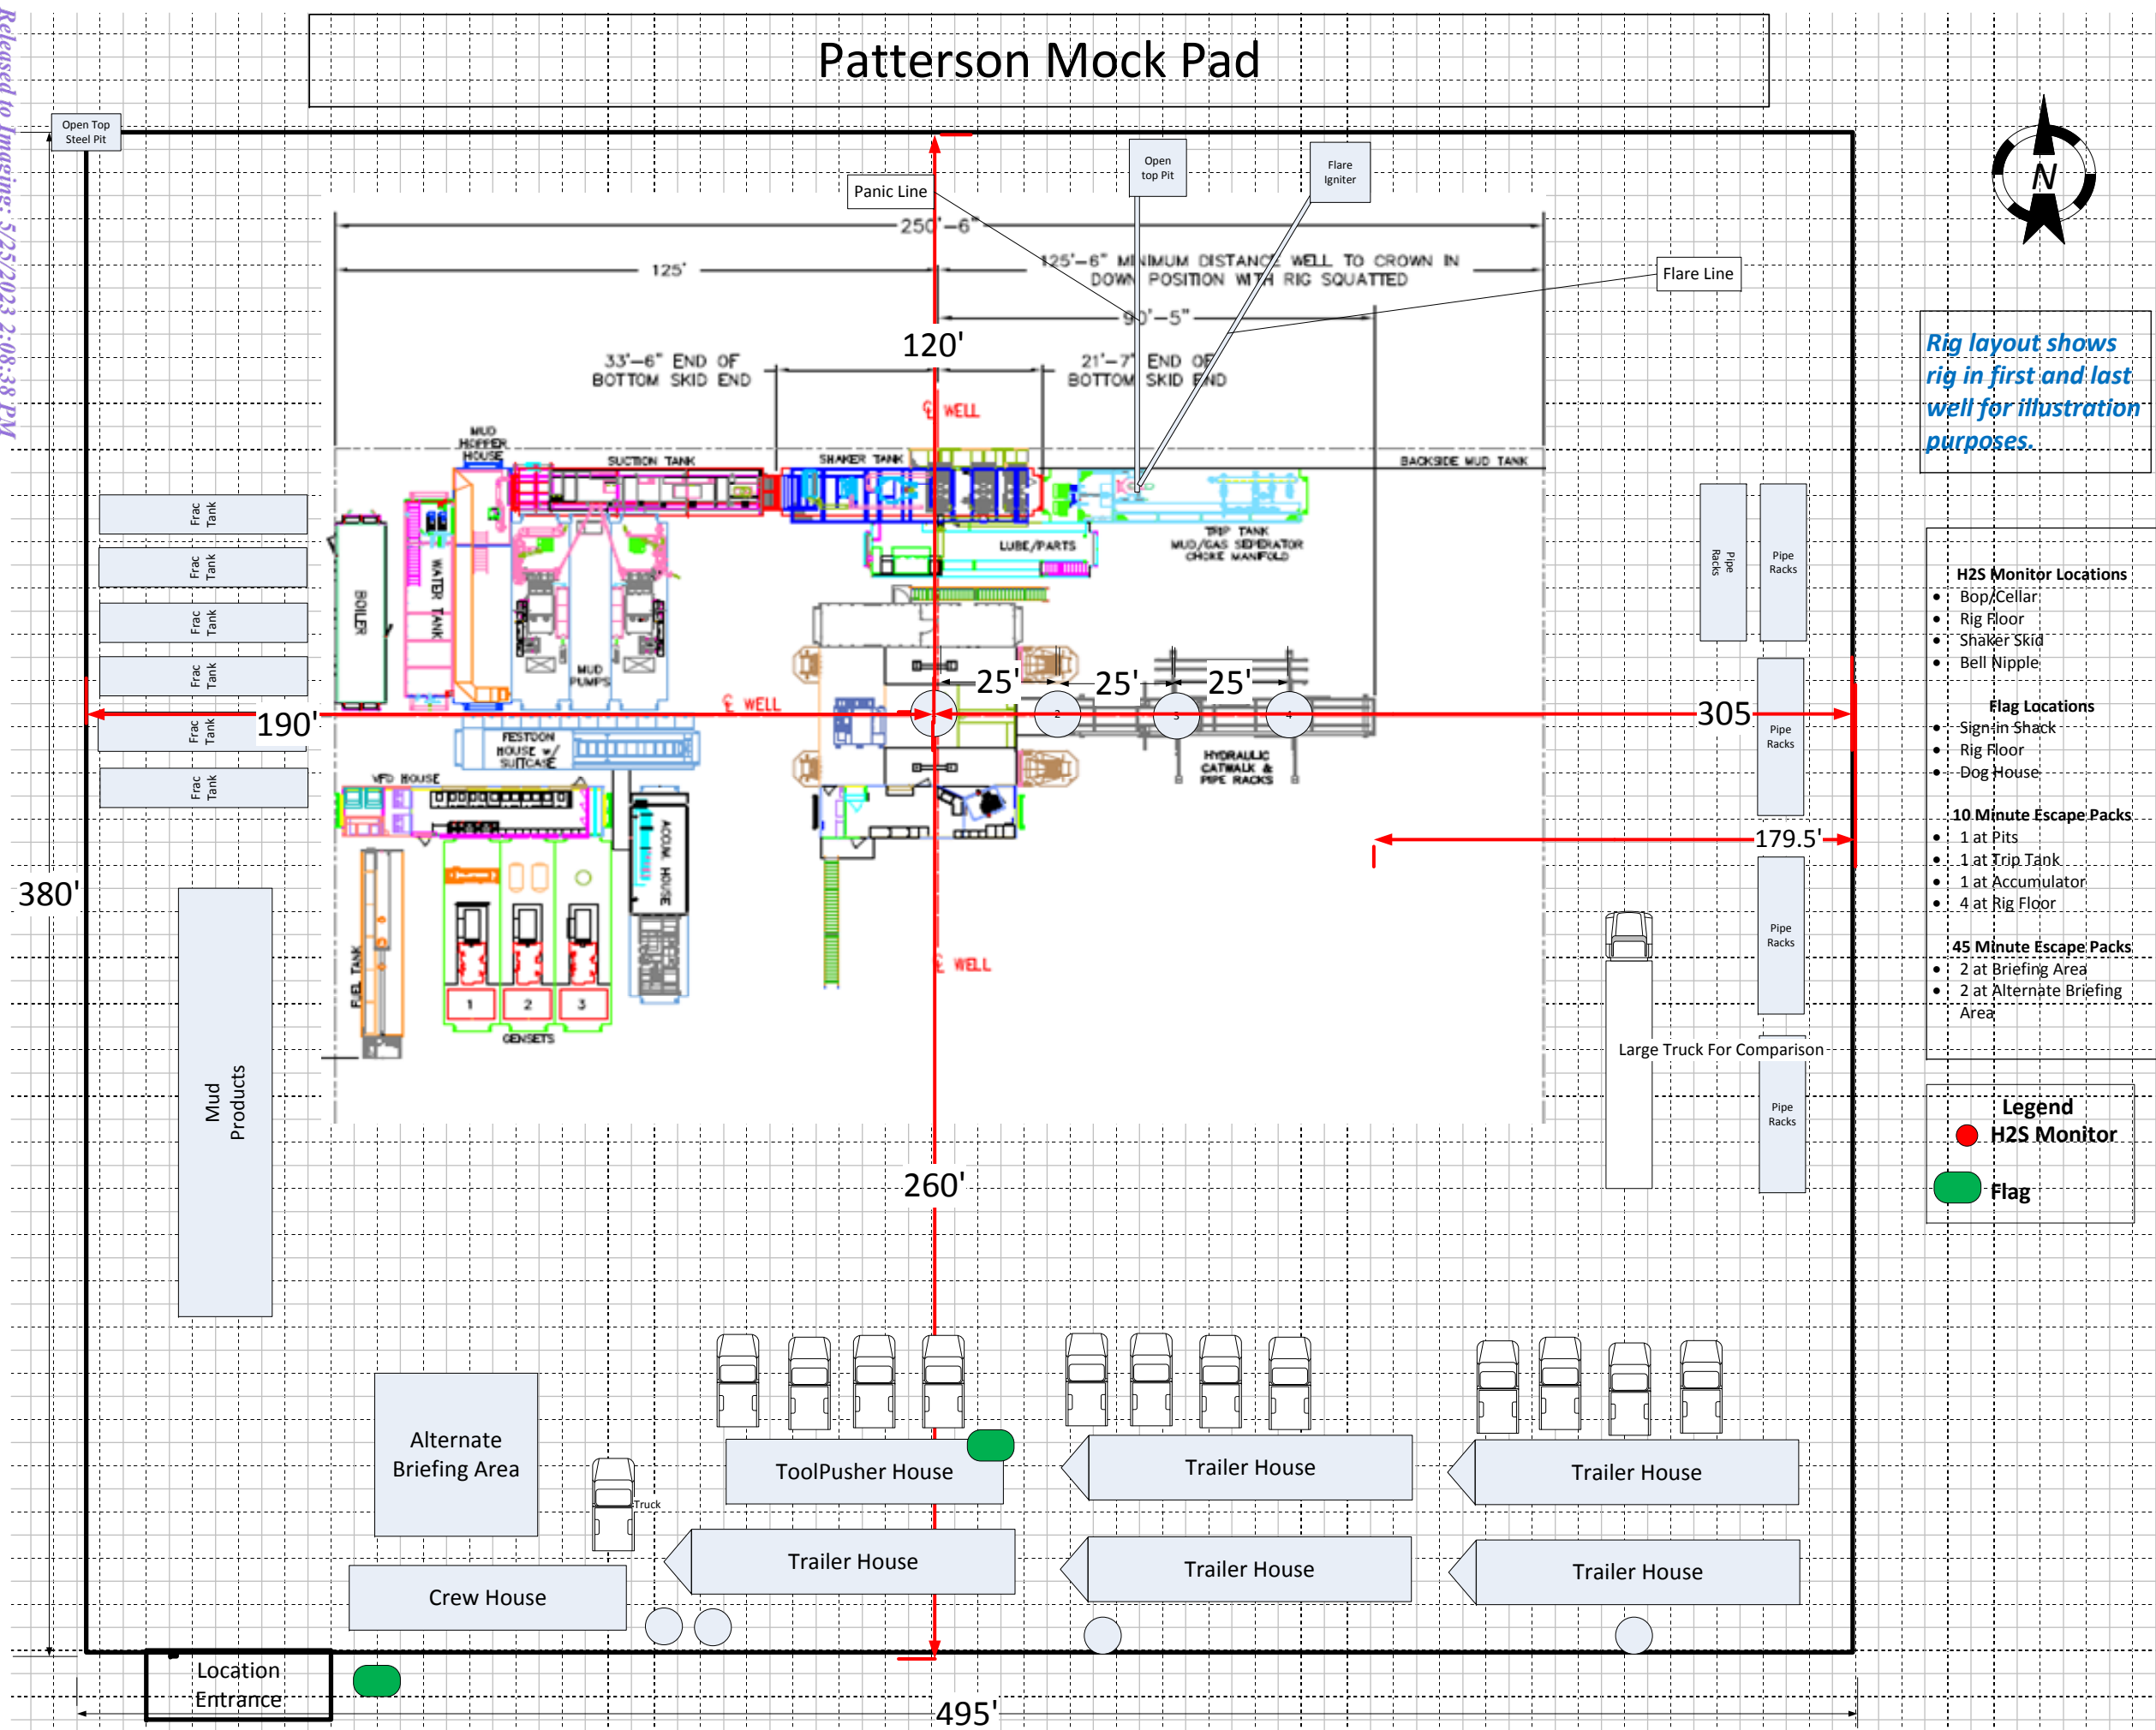 Released to Imaging: 5/25/2023 2:08:38 PM
Patterson Mock Pad
Open Top
Steel Pit
Open
top Pit
Flare
Igniter
Panic Line
N
250'-6"
125'
125'-6" MINIMUM DISTANCE WELL TO CROWN IN
DOWN POSITION WITH RIG SQUATTED
Flare Line
90'-5"
120'
33'-6" END OF
BOTTOM SKID END
21'-7" END OF
BOTTOM SKID END
Rig layout shows
rig in first and last
well for illustration
purposes.
℄ WELL
MUD
HOPPER
HOUSE
SUCTION TANK
SHAKER TANK
BACKSIDE MUD TANK
Frac
Tank
Frac
Tank
Frac
Tank
Frac
Tank
Frac
Tank
Frac
Tank
BOILER
WATER TANK
MUD
PUMPS
LUBE/PARTS
TRIP TANK
MUD/GAS SEPERATOR
CHOKE MANIFOLD
Pipe
Racks
Pipe
Racks
Pipe
Racks
Pipe
Racks
Pipe
Racks
H2S Monitor Locations
• Bop/Cellar
• Rig Floor
• Shaker Skid
• Bell Nipple
Flag Locations
• Sign-in Shack
• Rig Floor
• Dog House
10 Minute Escape Packs
• 1 at Pits
• 1 at Trip Tank
• 1 at Accumulator
• 4 at Rig Floor
45 Minute Escape Packs
• 2 at Briefing Area
• 2 at Alternate Briefing
Area
25'
25'
25'
190'
℄ WELL
2
3
4
305
FESTOON
HOUSE w/
SUITCASE
HYDRAULIC
CATWALK &
PIPE RACKS
VFD HOUSE
ACCUM. HOUSE
179.5'
380'
FUEL TANK
1
2
3
GENSETS
℄ WELL
Large Truck For Comparison
Mud
Products
Legend
H2S Monitor
Flag
260'
Alternate
Briefing Area
Truck
ToolPusher House
Trailer House
Trailer House
Trailer House
Trailer House
Trailer House
Crew House
Location
Entrance
495'